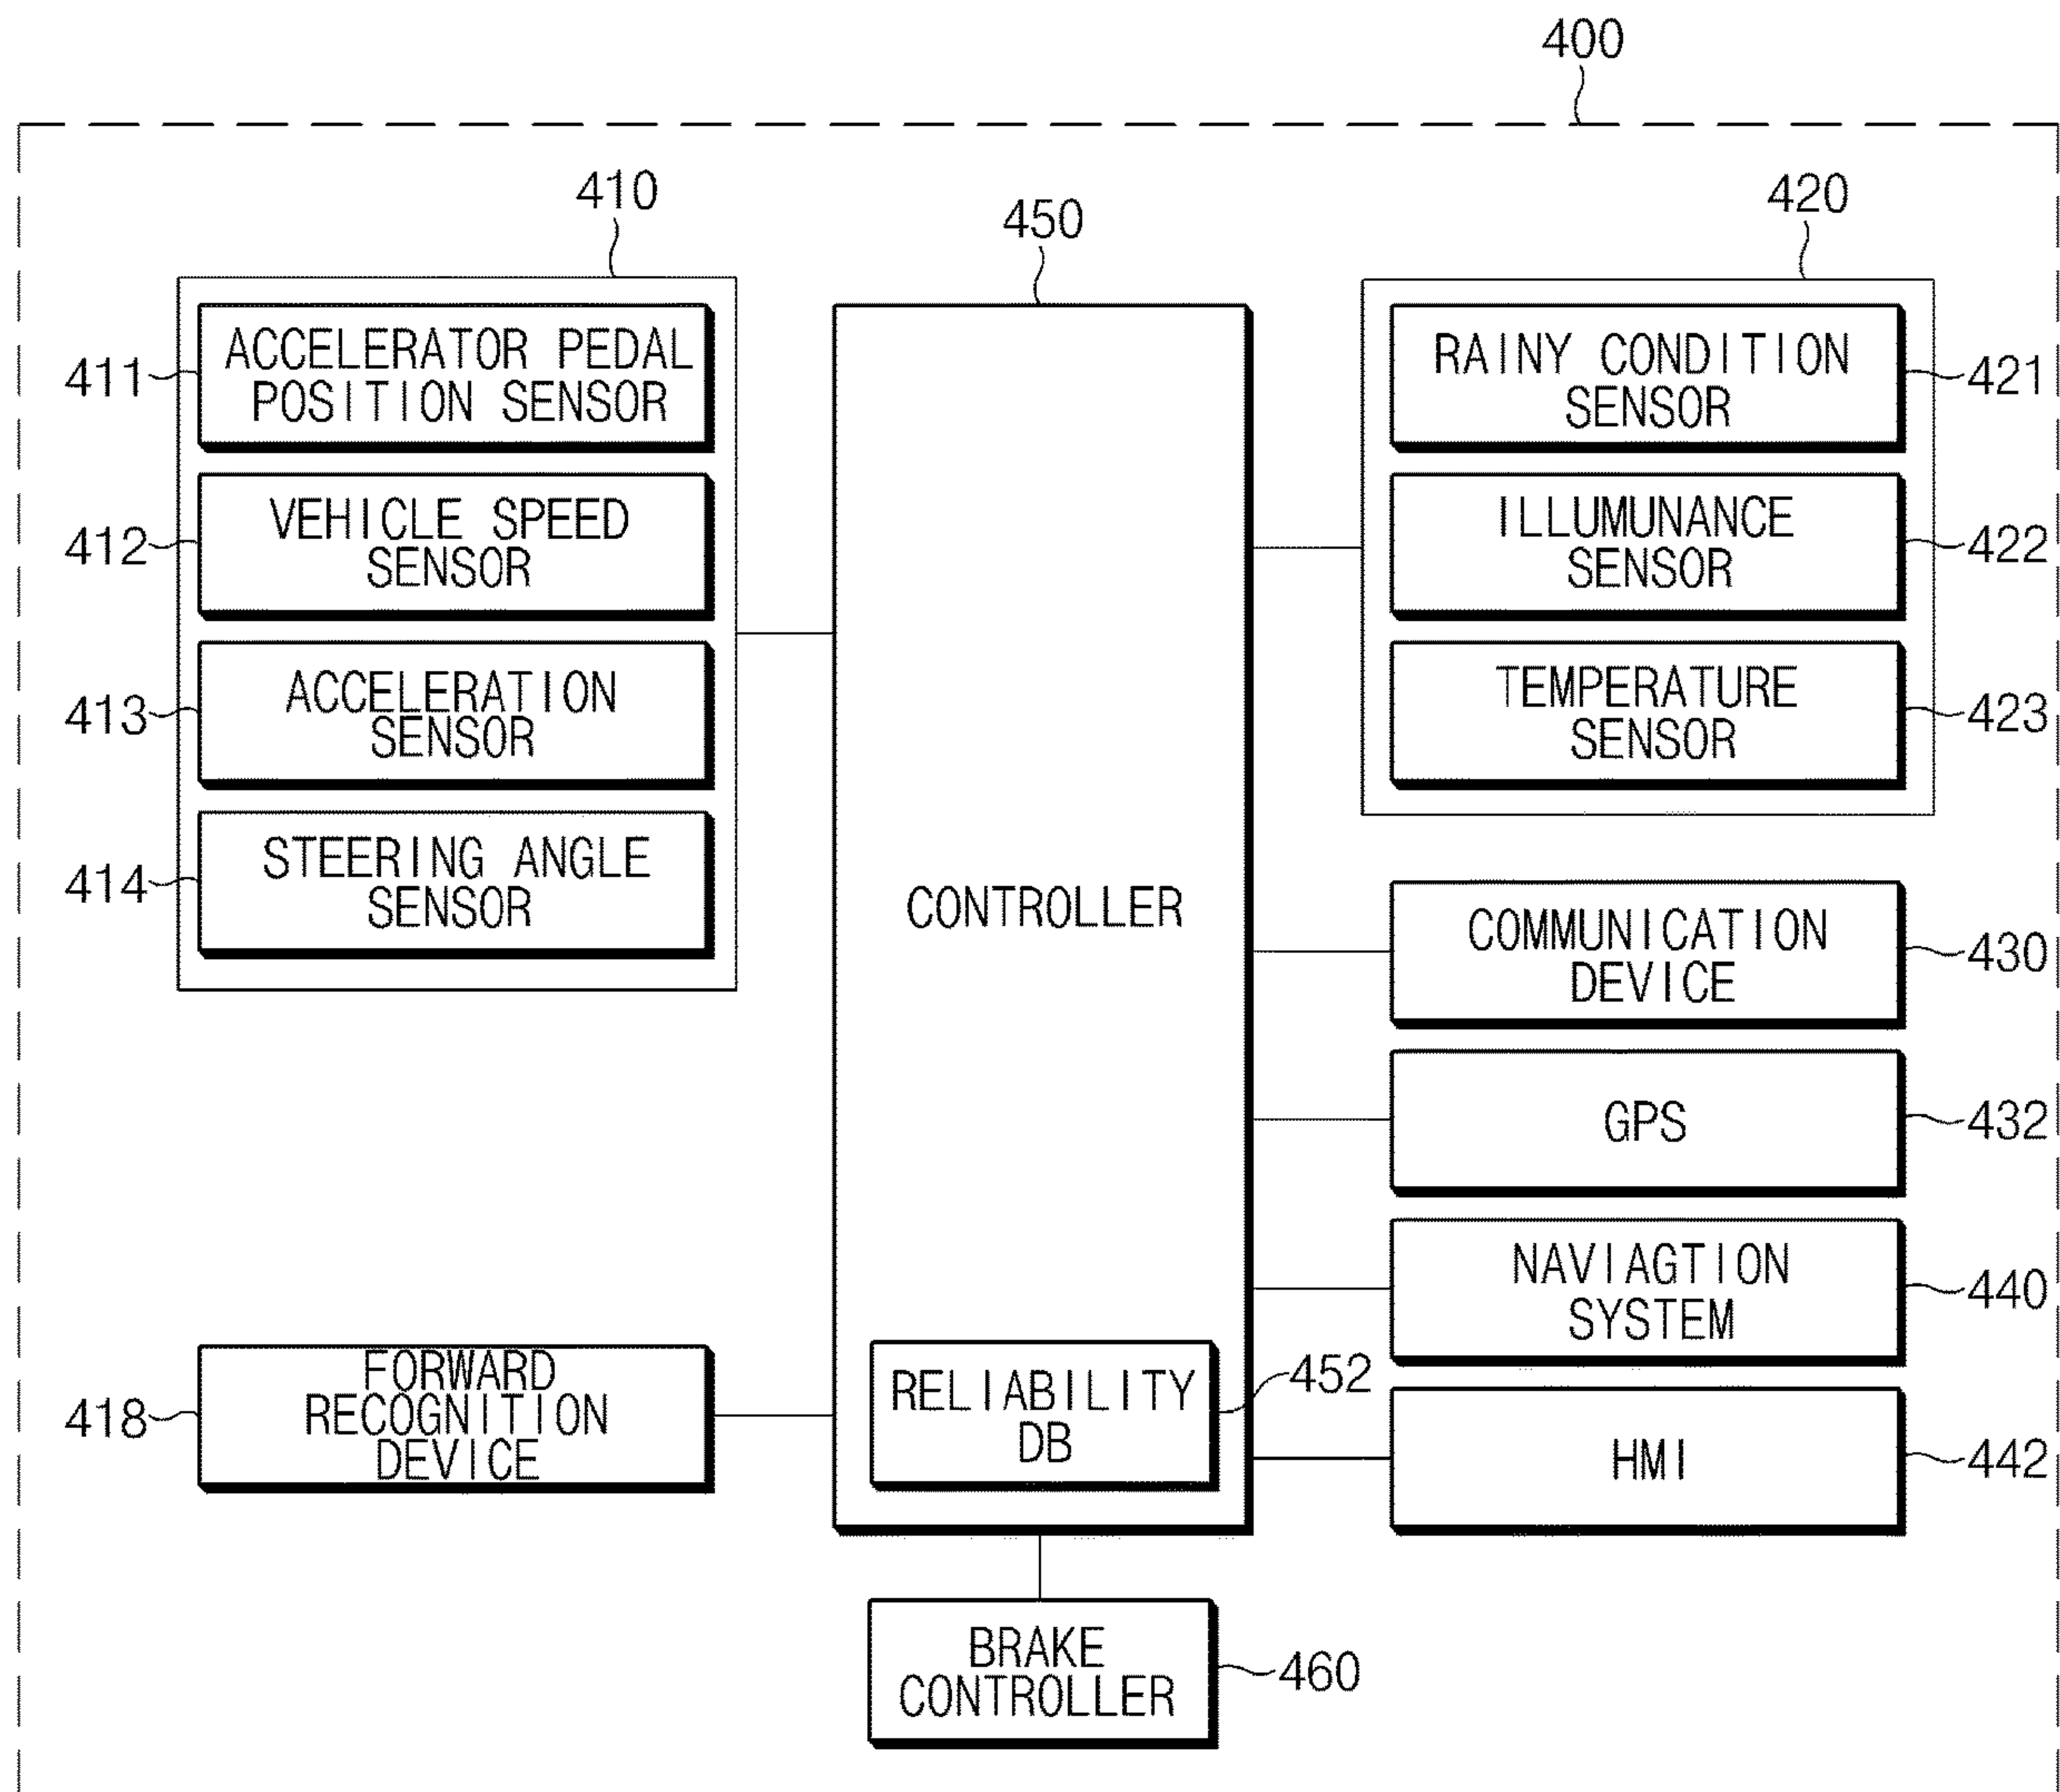 400
410
450
420
411
ACCELERATOR PEDAL
POSITION SENSOR
412
VEHICLE SPEED
SENSOR
413
ACCELERATION
SENSOR
414
STEERING ANGLE
SENSOR
418
FORWARD
RECOGNITION
DEVICE
CONTROLLER
RELIABILITY
DB
452
BRAKE
CONTROLLER
460
RAINY CONDITION
SENSOR
421
ILLUMUNANCE
SENSOR
422
TEMPERATURE
SENSOR
423
COMMUNICATION
DEVICE
430
GPS
432
NAVIAGTION
SYSTEM
440
HMI
442